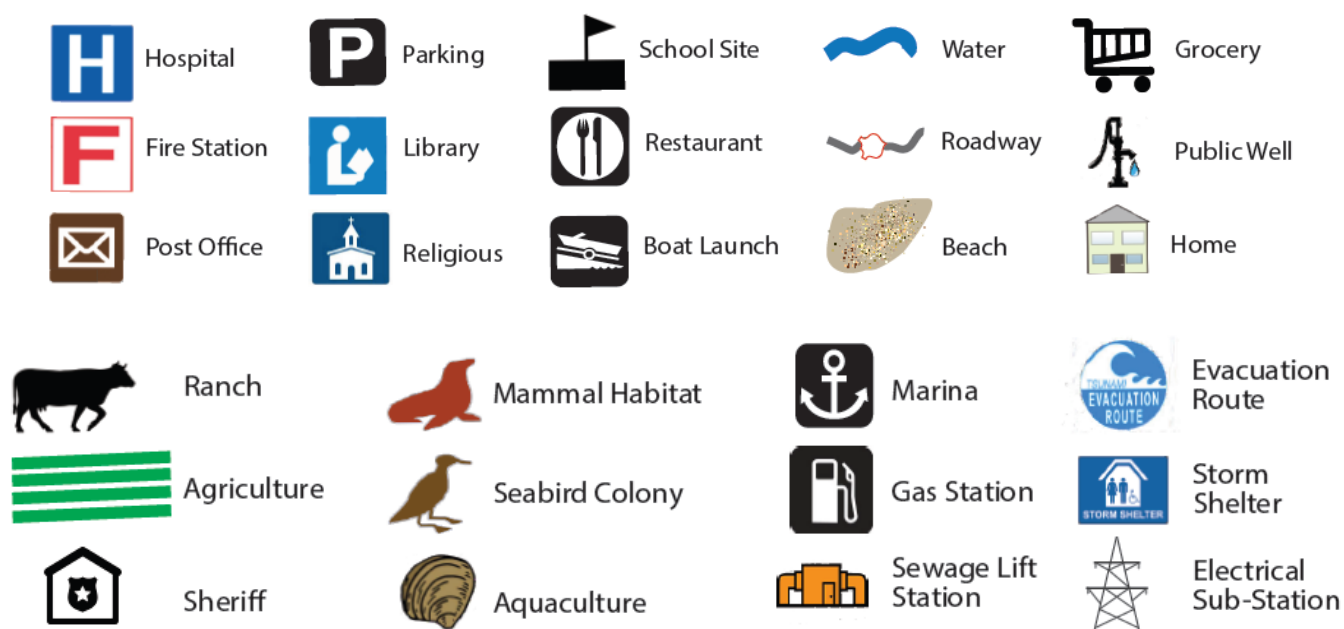 H Hospital
P Parking
School Site
Water
Grocery
F Fire Station
Library
Restaurant
Roadway
Public Well
Post Office
Religious
Boat Launch
Beach
Home
Ranch
Mammal Habitat
Marina
TSUNAMI
EVACUATION
ROUTE
Evacuation
Route
Agriculture
Seabird Colony
Gas Station
STORM SHELTER
Storm
Shelter
Sheriff
Aquaculture
Sewage Lift
Station
Electrical
Sub-Station